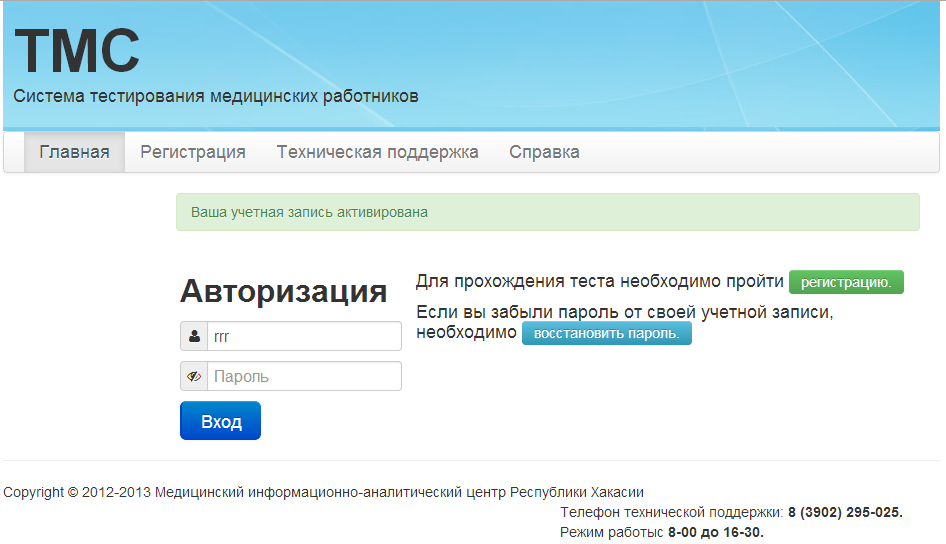 ТМС
Система тестирования медицинских работников
Главная Регистрация Техническая поддержка Справка
Ваша учетная запись активирована
Авторизация
rrr
Пароль
Вход
Для прохождения теста необходимо пройти регистрацию.
Если вы забыли пароль от своей учетной записи,
необходимо восстановить пароль.
Copyright © 2012-2013 Медицинский информационно-аналитический центр Республики Хакасии
Телефон технической поддержки: 8 (3902) 295-025.
Режим работыс 8-00 до 16-30.